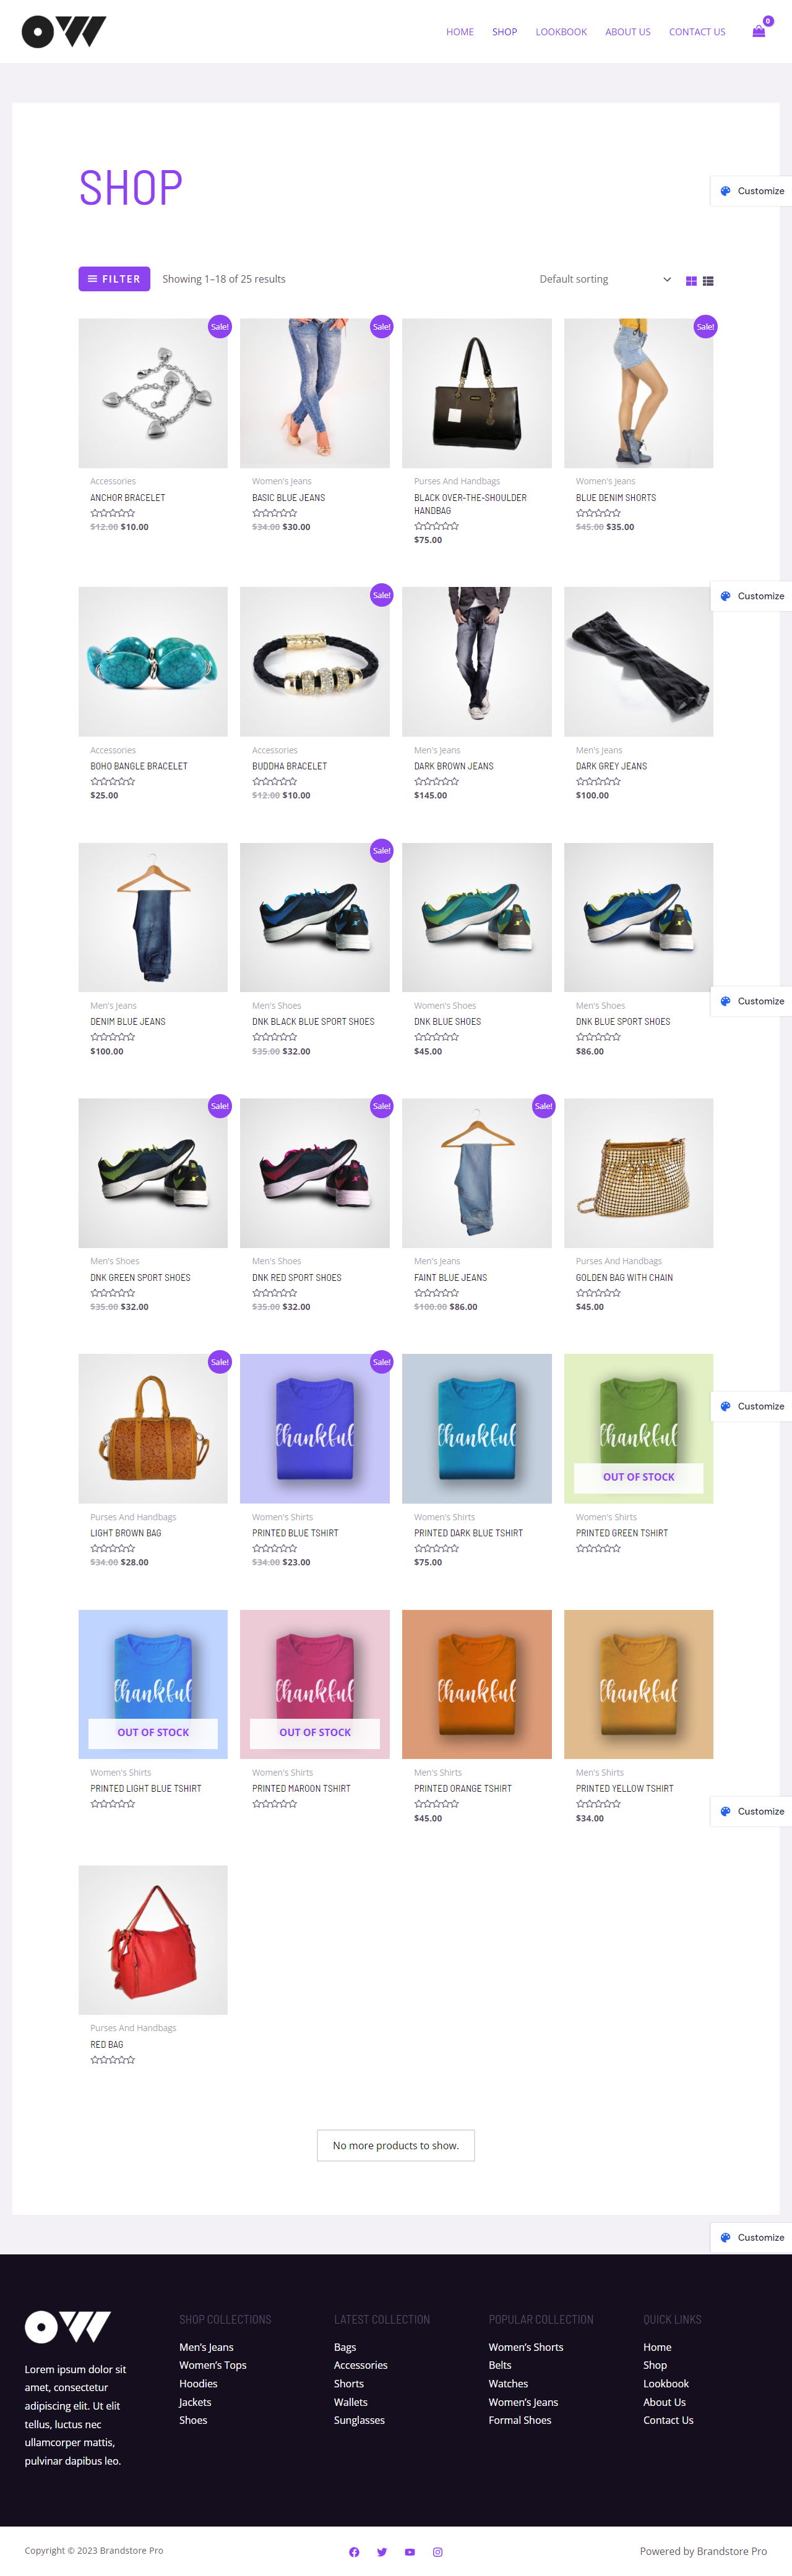 OW
HOME SHOP LOOKBOOK ABOUT US CONTACT US 0
SHOP
Customize
FILTER Showing 1–18 of 25 results Default sorting
Sale! Sale! Sale!
Accessories Women's Jeans Purses And Handbags Women's Jeans
ANCHOR BRACELET BASIC BLUE JEANS BLACK OVER-THE-SHOULDER HANDBAG BLUE DENIM SHORTS
$12.00 $10.00 $34.00 $30.00 $75.00 $45.00 $35.00
Sale!
Customize
Accessories Accessories Men's Jeans Men's Jeans
BOHO BANGLE BRACELET BUDDHA BRACELET DARK BROWN JEANS DARK GREY JEANS
$25.00 $12.00 $10.00 $145.00 $100.00
Sale!
Customize
Men's Jeans Men's Shoes Women's Shoes Men's Shoes
DENIM BLUE JEANS DNK BLACK BLUE SPORT SHOES DNK BLUE SHOES DNK BLUE SPORT SHOES
$100.00 $35.00 $32.00 $45.00 $86.00
Sale! Sale! Sale!
Men's Shoes Men's Shoes Men's Jeans Purses And Handbags
DNK GREEN SPORT SHOES DNK RED SPORT SHOES FAINT BLUE JEANS GOLDEN BAG WITH CHAIN
$35.00 $32.00 $35.00 $32.00 $100.00 $86.00 $45.00
Sale! Sale!
Customize
thankful thankful thankful
OUT OF STOCK
Purses And Handbags Women's Shirts Women's Shirts Women's Shirts
LIGHT BROWN BAG PRINTED BLUE TSHIRT PRINTED DARK BLUE TSHIRT PRINTED GREEN TSHIRT
$34.00 $28.00 $34.00 $23.00 $75.00
thankful thankful thankful thankful
OUT OF STOCK OUT OF STOCK
Women's Shirts Women's Shirts Men's Shirts Men's Shirts
PRINTED LIGHT BLUE TSHIRT PRINTED MAROON TSHIRT PRINTED ORANGE TSHIRT PRINTED YELLOW TSHIRT
$45.00 $34.00
Customize
Purses And Handbags
RED BAG
No more products to show.
Customize
OW
Lorem ipsum dolor sit
amet, consectetur
adipiscing elit. Ut elit
tellus, luctus nec
ullamcorper mattis,
pulvinar dapibus leo.
SHOP COLLECTIONS
Men's Jeans
Women's Tops
Hoodies
Jackets
Shoes
LATEST COLLECTION
Bags
Accessories
Shorts
Wallets
Sunglasses
POPULAR COLLECTION
Women's Shorts
Belts
Watches
Women's Jeans
Formal Shoes
QUICK LINKS
Home
Shop
Lookbook
About Us
Contact Us
Copyright © 2023 Brandstore Pro
Powered by Brandstore Pro